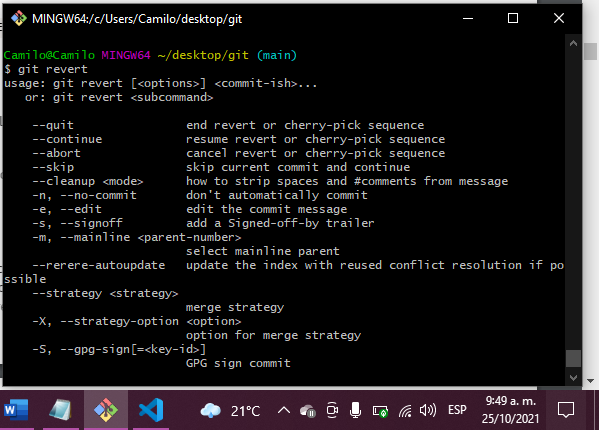 MINGW64:/c/Users/Camilo/desktop/git
Camilo@Camilo MINGW64 ~/desktop/git (main)
$ git revert
usage: git revert [<options>] <commit-ish>...
or: git revert <subcommand>
--quit end revert or cherry-pick sequence
--continue resume revert or cherry-pick sequence
--abort cancel revert or cherry-pick sequence
--skip skip current commit and continue
--cleanup <mode> how to strip spaces and #comments from message
-n, --no-commit don't automatically commit
-e, --edit edit the commit message
-s, --signoff add a Signed-off-by trailer
-m, --mainline <parent-number>
select mainline parent
--rerere-autoupdate update the index with reused conflict resolution if po
ssible
--strategy <strategy>
merge strategy
-X, --strategy-option <option>
option for merge strategy
-S, --gpg-sign[=<key-id>]
GPG sign commit
21°C ESP 9:49 a. m.
25/10/2021